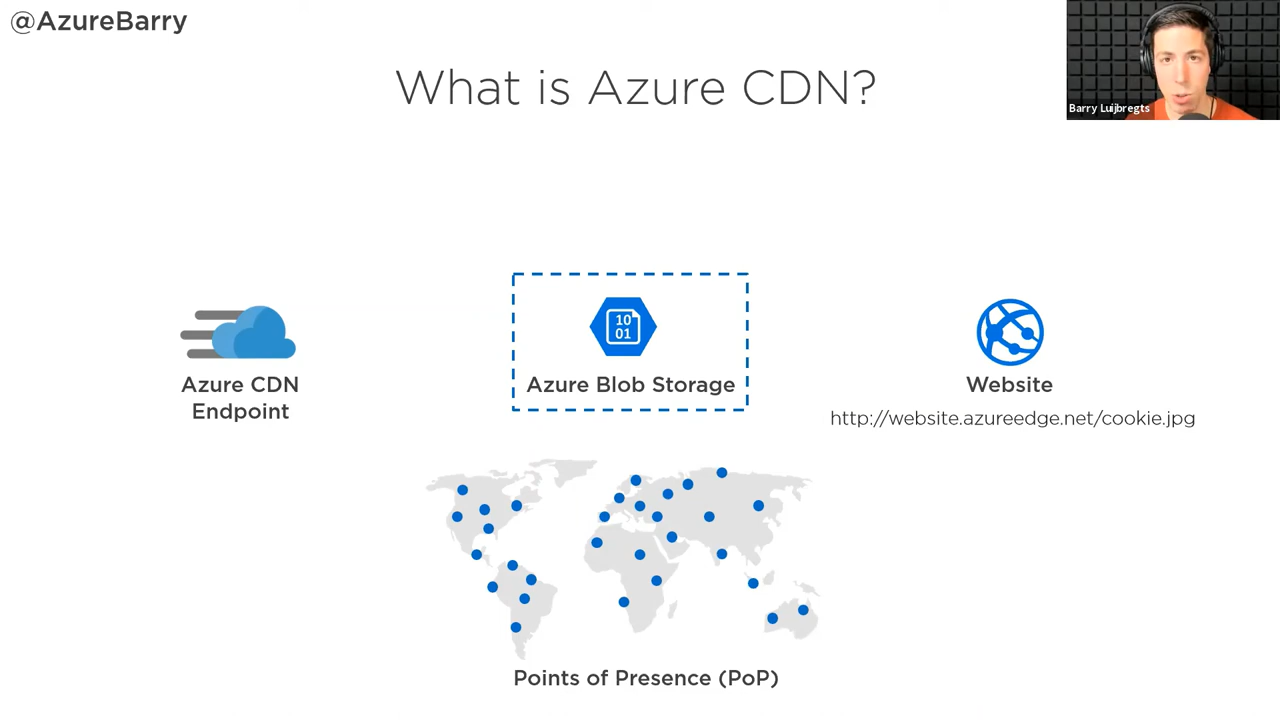 @AzureBarry
What is Azure CDN?
Barry Luijbregts
10
01
Azure CDN
Endpoint
Azure Blob Storage
Website
http://website.azureedge.net/cookie.jpg
Points of Presence (PoP)